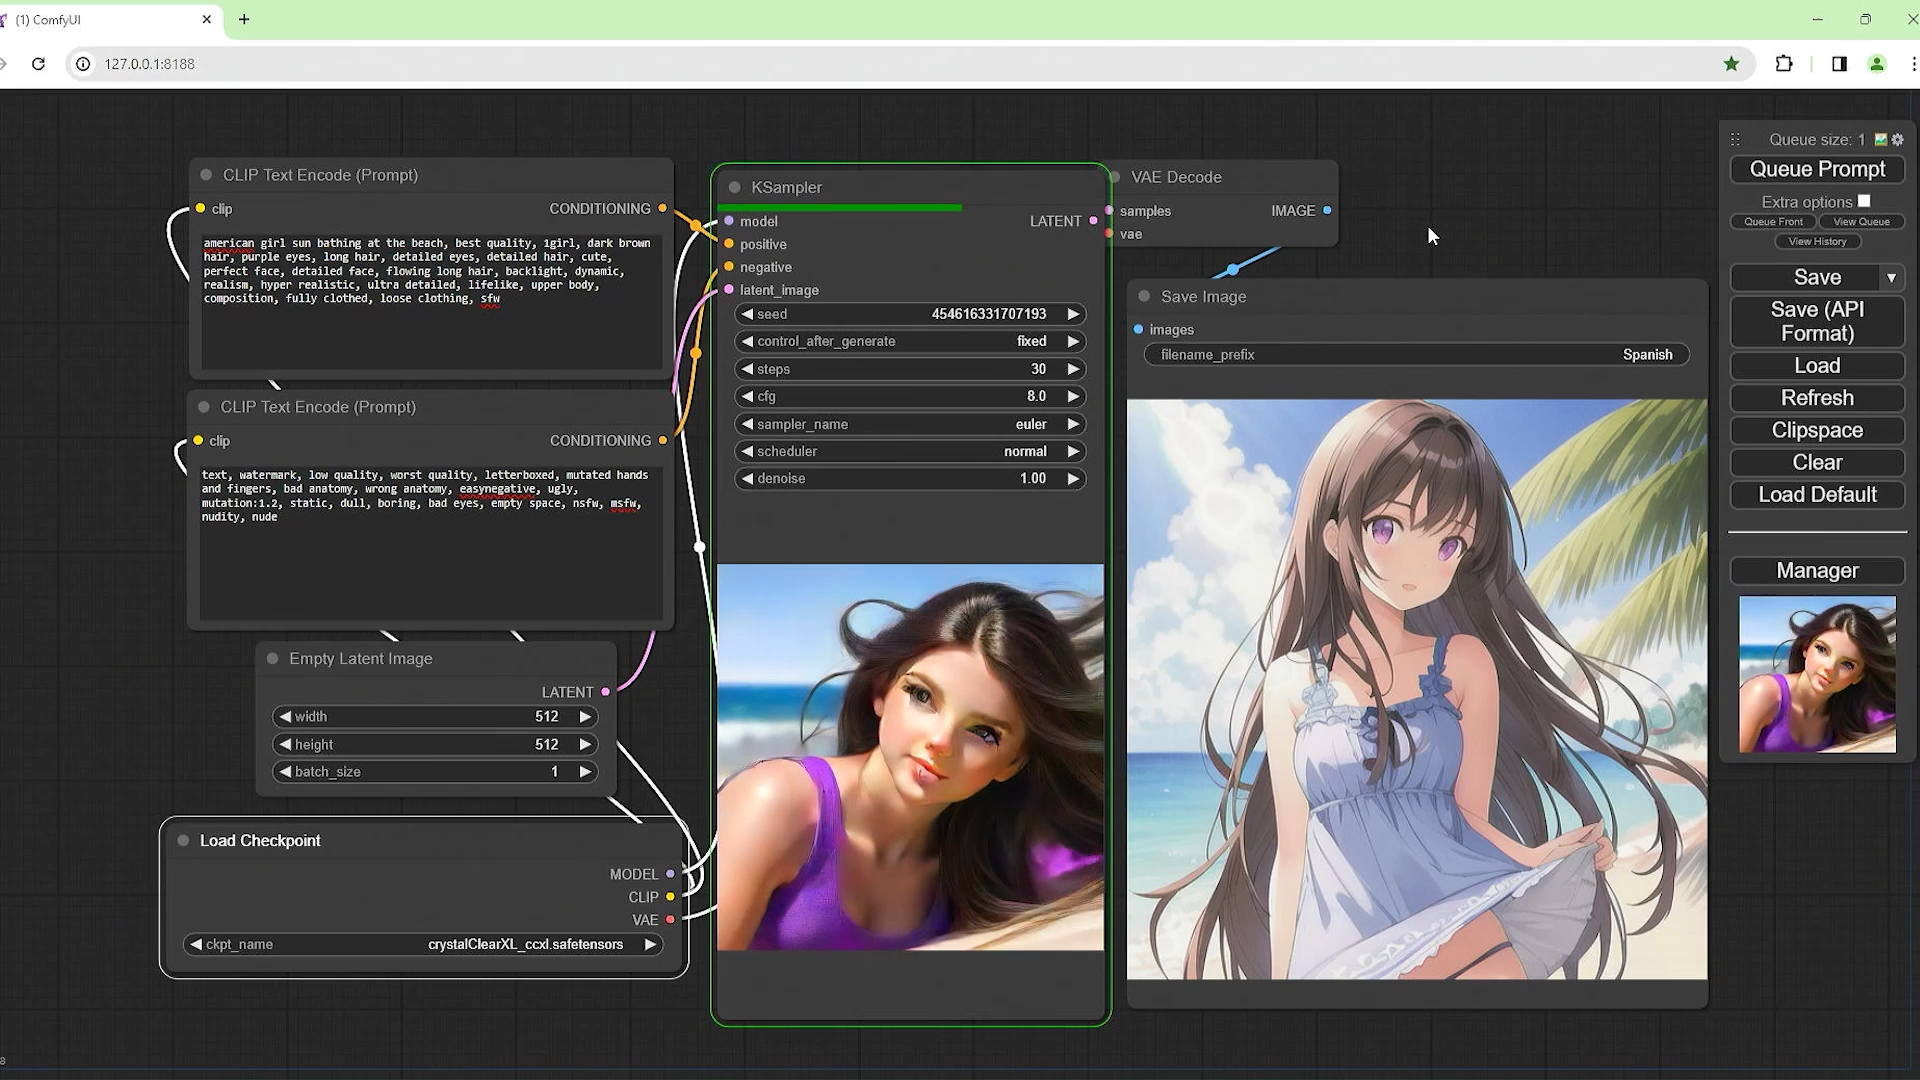 (1) ComfyUI
127.0.0.1:8188
CLIP Text Encode (Prompt)
clip
CONDITIONING
american girl sun bathing at the beach, best quality, 1girl, dark brown
hair, purple eyes, long hair, detailed eyes, detailed hair, cute,
perfect face, detailed face, flowing long hair, backlight, dynamic,
realism, hyper realistic, ultra detailed, lifelike, upper body,
composition, fully clothed, loose clothing, sfw
CLIP Text Encode (Prompt)
clip
CONDITIONING
text, watermark, low quality, worst quality, letterboxed, mutated hands
and fingers, bad anatomy, wrong anatomy, easynegative, ugly,
mutation:1.2, static, dull, boring, bad eyes, empty space, nsfw, msfw,
nudity, nude
Empty Latent Image
LATENT
width 512
height 512
batch_size 1
Load Checkpoint
MODEL
CLIP
VAE
ckpt_name crystalClearXL_ccxl.safetensors
KSampler
model LATENT
positive
negative
latent_image
seed 454616331707193
control_after_generate fixed
steps 30
cfg 8.0
sampler_name euler
scheduler normal
denoise 1.00
VAE Decode
samples IMAGE
vae
Save Image
images
filename_prefix Spanish
Queue size: 1
Queue Prompt
Extra options
Queue Front View Queue
View History
Save
Save (API
Format)
Load
Refresh
Clipspace
Clear
Load Default
Manager